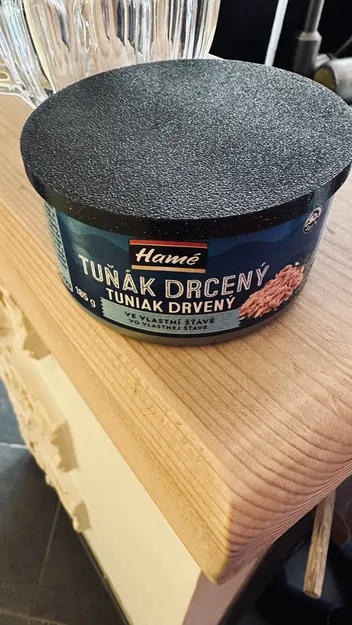 Hamé
TUŇÁK DRCENÝ
TUNIAK DRVENÝ
185 g
VE VLASTNÍ ŠŤÁVĚ
VO VLASTNEJ ŠŤAVE